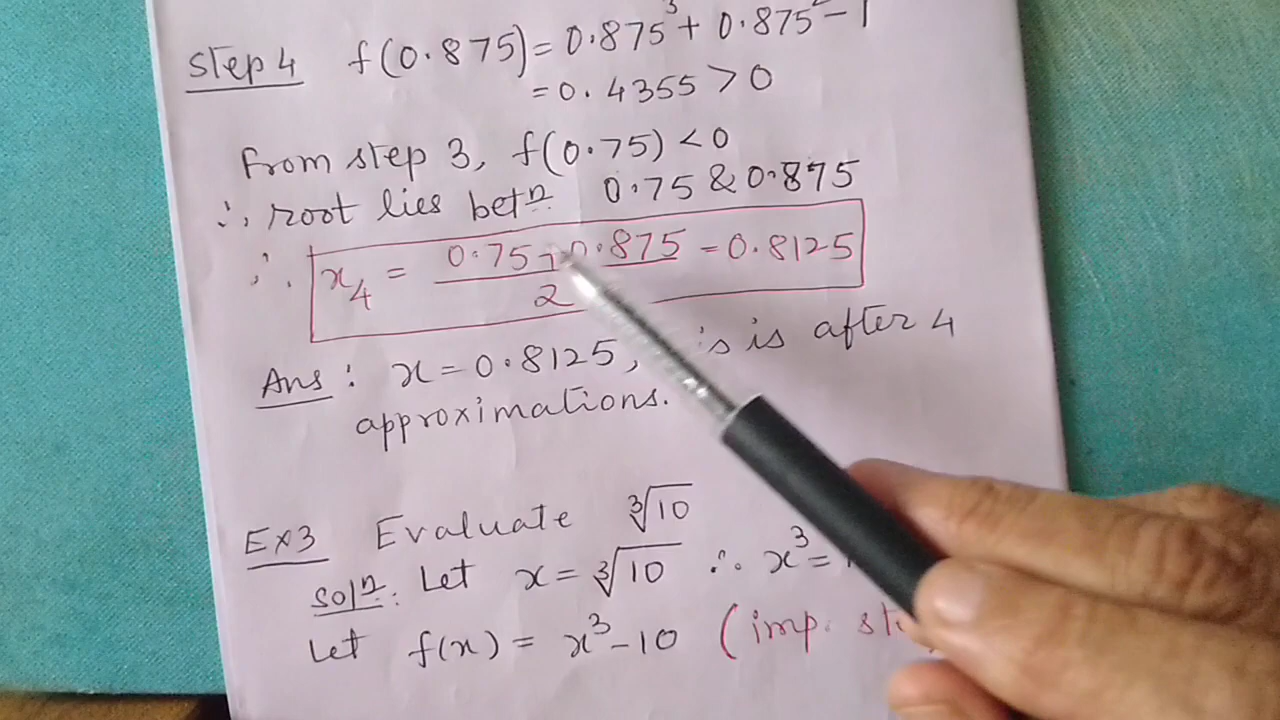 Step 4 f(0.875) = 0.875³ + 0.875² - 1
= 0.4355 > 0
From step 3, f(0.75) < 0
∴ root lies betⁿ 0.75 & 0.875
∴ x₄ = (0.75 + 0.875)/2 = 0.8125
Ans : x = 0.8125, is is after 4
approximations.
Ex3 Evaluate ∛10
Solⁿ: Let x = ∛10 ∴ x³ =
Let f(x) = x³ - 10 (imp.